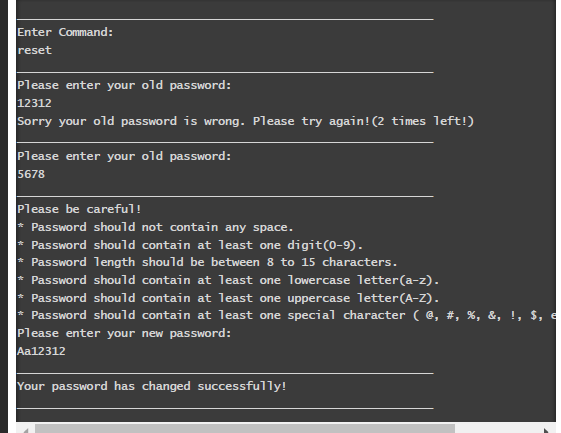 Enter Command:
reset
Please enter your old password:
12312
Sorry your old password is wrong. Please try again!(2 times left!)
Please enter your old password:
5678
Please be careful!
* Password should not contain any space.
* Password should contain at least one digit(0-9).
* Password length should be between 8 to 15 characters.
* Password should contain at least one lowercase letter(a-z).
* Password should contain at least one uppercase letter(A-Z).
* Password should contain at least one special character ( @, #, %, &, !, $, e
Please enter your new password:
Aa12312
Your password has changed successfully!